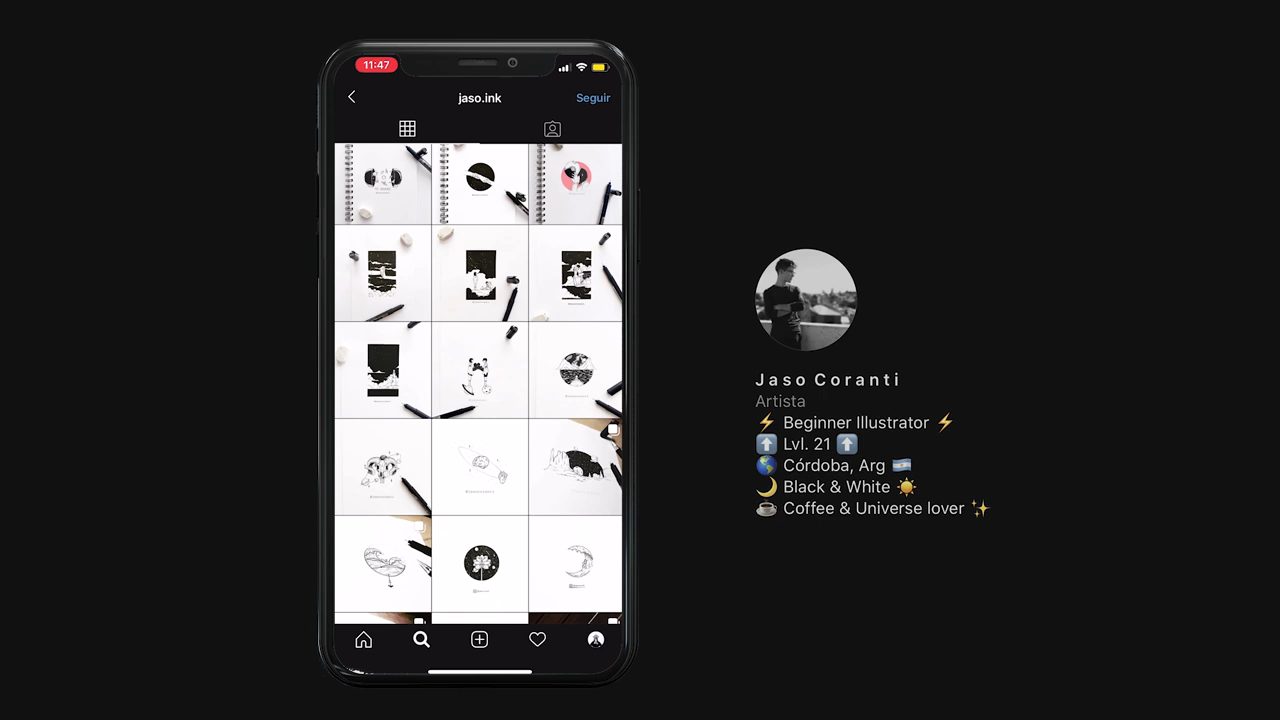 11:47
jaso.ink
Seguir
Jaso Coranti
Artista
⚡ Beginner Illustrator ⚡
⬆️ Lvl. 21 ⬆️
🌎 Córdoba, Arg 🇦🇷
🌙 Black & White ☀️
☕ Coffee & Universe lover ✨